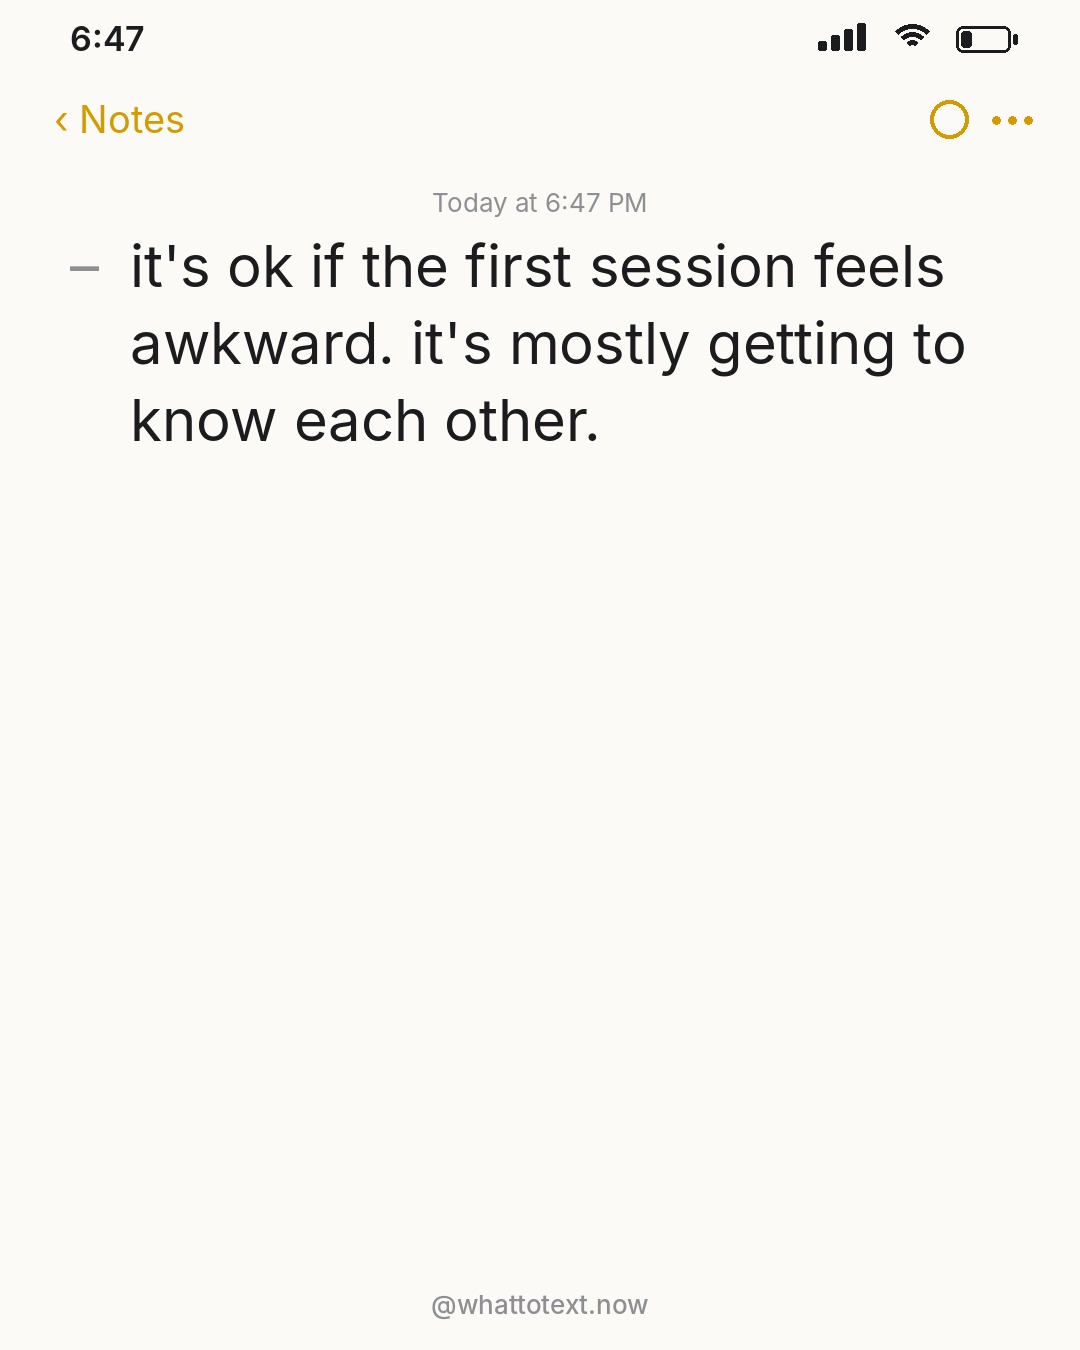 6:47
‹ Notes
Today at 6:47 PM
– it's ok if the first session feels
awkward. it's mostly getting to
know each other.
@whattotext.now